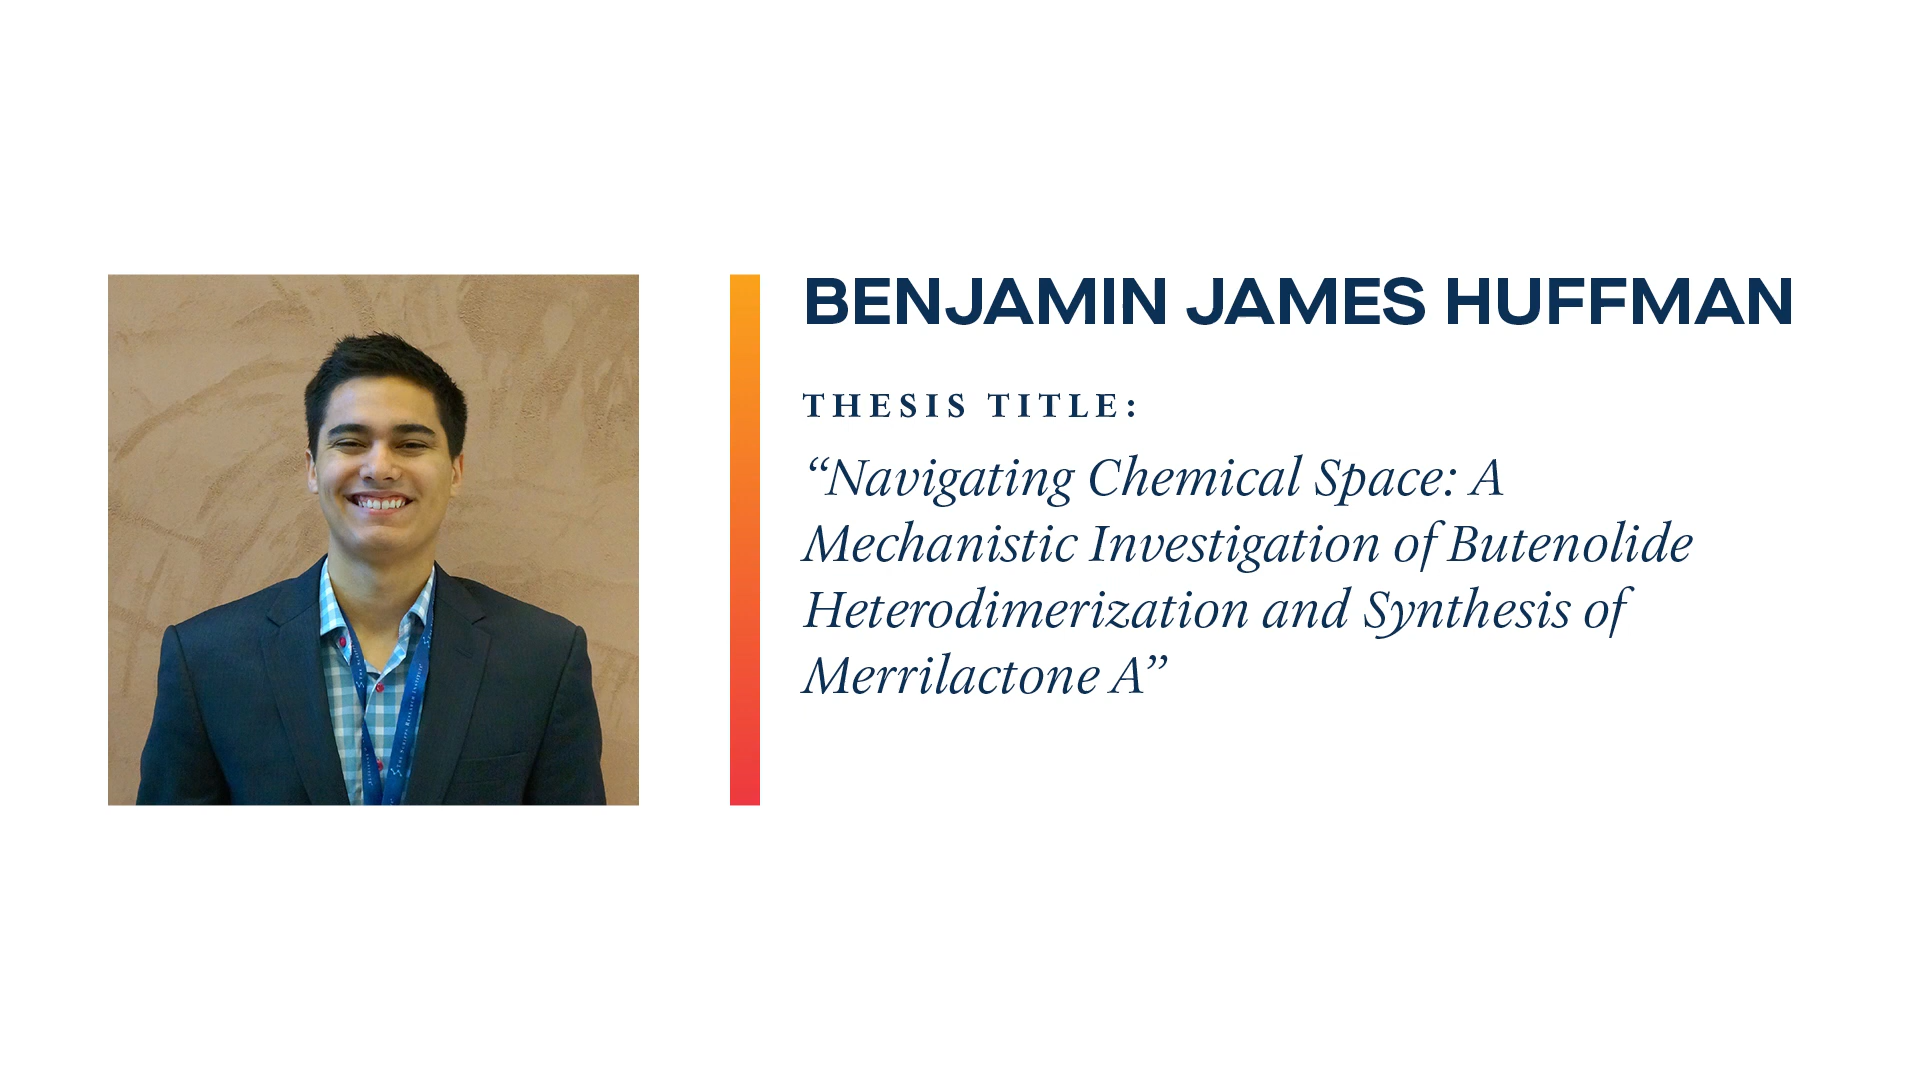 BENJAMIN JAMES HUFFMAN
THESIS TITLE:
“Navigating Chemical Space: A
Mechanistic Investigation of Butenolide
Heterodimerization and Synthesis of
Merrilactone A”